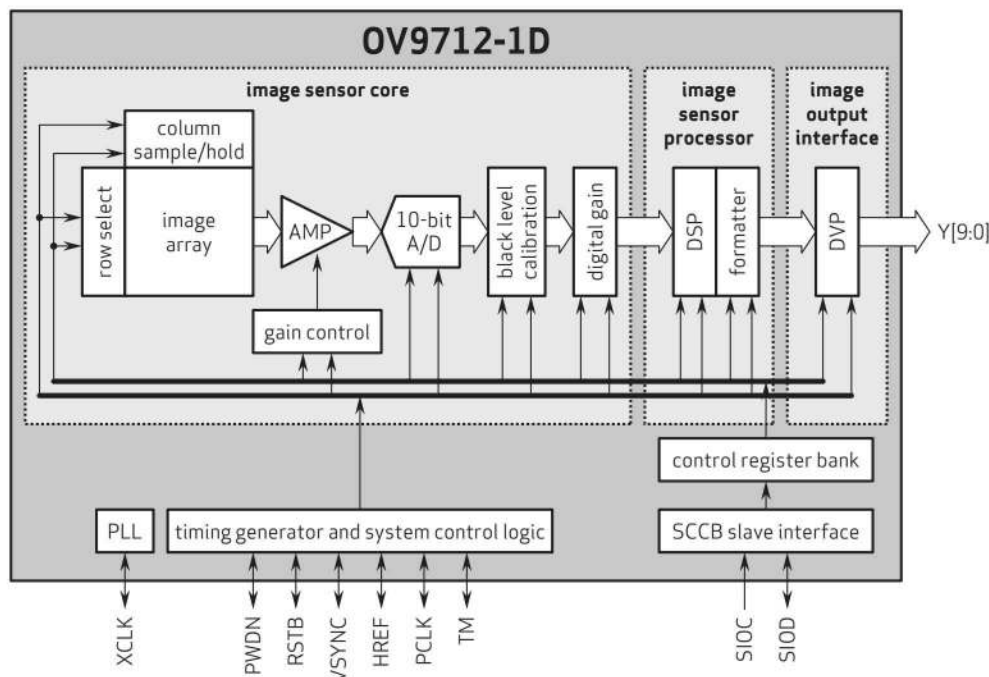 OV9712-1D
image sensor core
image
sensor
processor
image
output
interface
column
sample/hold
row select
image
array
AMP
10-bit
A/D
black level
calibration
digital gain
DSP
formatter
DVP
Y[9:0]
gain control
control register bank
PLL
timing generator and system control logic
SCCB slave interface
XCLK
PWDN
RSTB
VSYNC
HREF
PCLK
TM
SIOC
SIOD